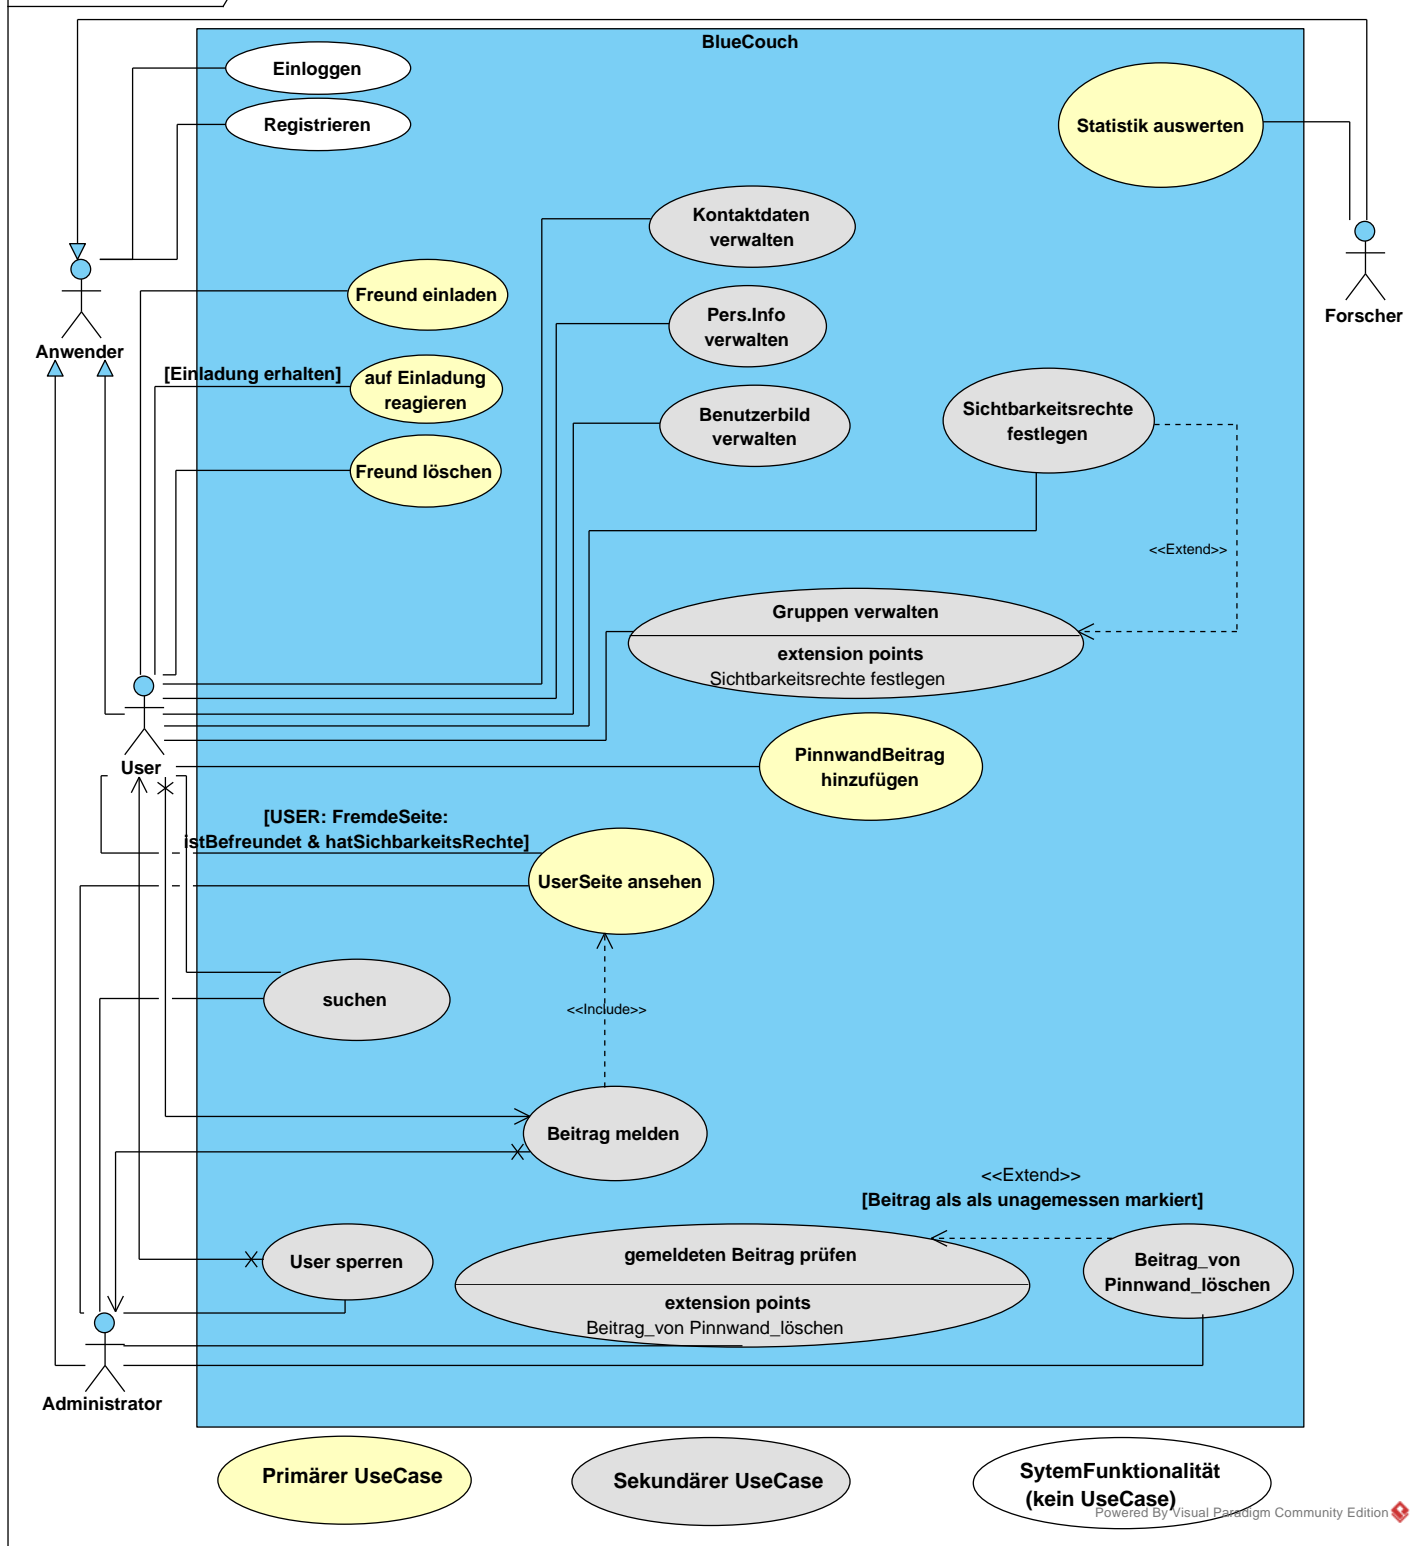 BlueCouch
Einloggen
Registrieren
Statistik auswerten
Kontaktdaten
verwalten
Forscher
Anwender
Freund einladen
Pers.Info
verwalten
[Einladung erhalten]
auf Einladung
reagieren
Benutzerbild
verwalten
Sichtbarkeitsrechte
festlegen
Freund löschen
<<Extend>>
Gruppen verwalten
extension points
Sichtbarkeitsrechte festlegen
User
PinnwandBeitrag
hinzufügen
[USER: FremdeSeite:
istBefreundet & hatSichbarkeitsRechte]
UserSeite ansehen
suchen
<<Include>>
Beitrag melden
<<Extend>>
[Beitrag als als unagemessen markiert]
User sperren
gemeldeten Beitrag prüfen
extension points
Beitrag_von Pinnwand_löschen
Beitrag_von
Pinnwand_löschen
Administrator
Primärer UseCase
Sekundärer UseCase
SytemFunktionalität
(kein UseCase)
Powered By Visual Paradigm Community Edition